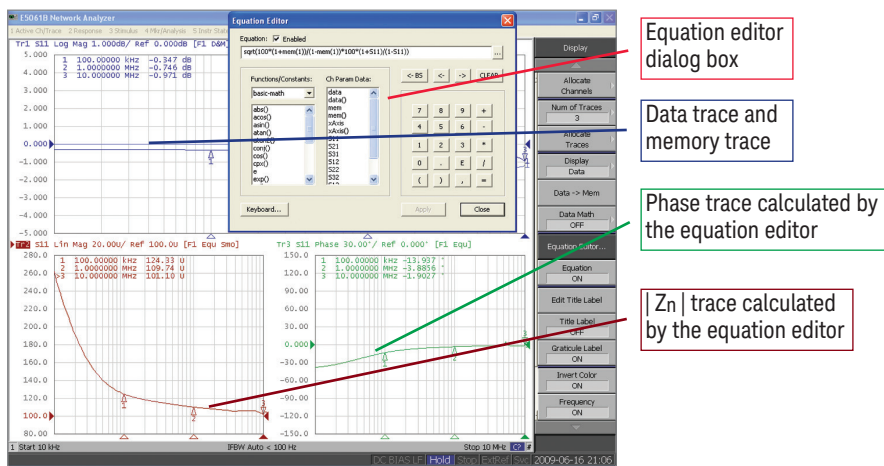 E5061B Network Analyzer
1 Active Ch/Trace 2 Response 3 Stimulus 4 Mkr/Analysis 5 Instr State
Tr1 S11 Log Mag 1.000dB/ Ref 0.000dB [F1 D&M]
5.000
4.000
3.000
2.000
1.000
0.000
-1.000
-2.000
-3.000
-4.000
-5.000
1 100.00000 kHz -0.347 dB
2 1.0000000 MHz -0.746 dB
3 10.000000 MHz -0.971 dB
1
Equation Editor
Equation: Enabled
sqrt(100*(1+mem(1))/(1-mem(1))*100*(1+S11)/(1-S11))
...
Functions/Constants:
basic-math
abs()
acos()
asin()
atan()
conj()
cos()
cpx()
e
exp()
Ch Param Data:
data
data()
mem
mem()
xAxis
xAxis()
S11
S21
S31
S12
S22
S32
<- BS <- -> CLEAR
7 8 9 +
4 5 6 -
1 2 3 *
0 . E /
( ) , =
Keyboard...
Apply
Close
Tr2 S11 Lin Mag 20.00U/ Ref 100.0U [F1 Equ Smo]
280.0
260.0
240.0
220.0
200.0
180.0
160.0
140.0
120.0
100.0
80.00
1 100.00000 kHz 124.33 U
2 1.0000000 MHz 109.74 U
>3 10.000000 MHz 101.10 U
1
2
3
Tr3 S11 Phase 30.00°/ Ref 0.000° [F1 Equ]
150.0
120.0
90.00
60.00
30.00
0.000
-30.00
-60.00
-90.00
-120.0
-150.0
1 100.00000 kHz -13.937 °
2 1.0000000 MHz -3.8856 °
3 10.000000 MHz -1.9027 °
1
2
3
1 Start 10 kHz
IFBW Auto < 100 Hz
Stop 10 MHz C?
DC BIAS LF Hold Stop ExtRef Svc 2009-06-16 21:06
Display
Allocate
Channels
Num of Traces
3
Allocate
Traces
Display
Data
Data -> Mem
Data Math
OFF
Equation Editor...
Equation
ON
Edit Title Label
Title Label
OFF
Graticule Label
ON
Invert Color
ON
Frequency
ON
Equation editor
dialog box
Data trace and
memory trace
Phase trace calculated by
the equation editor
| Zn | trace calculated
by the equation editor